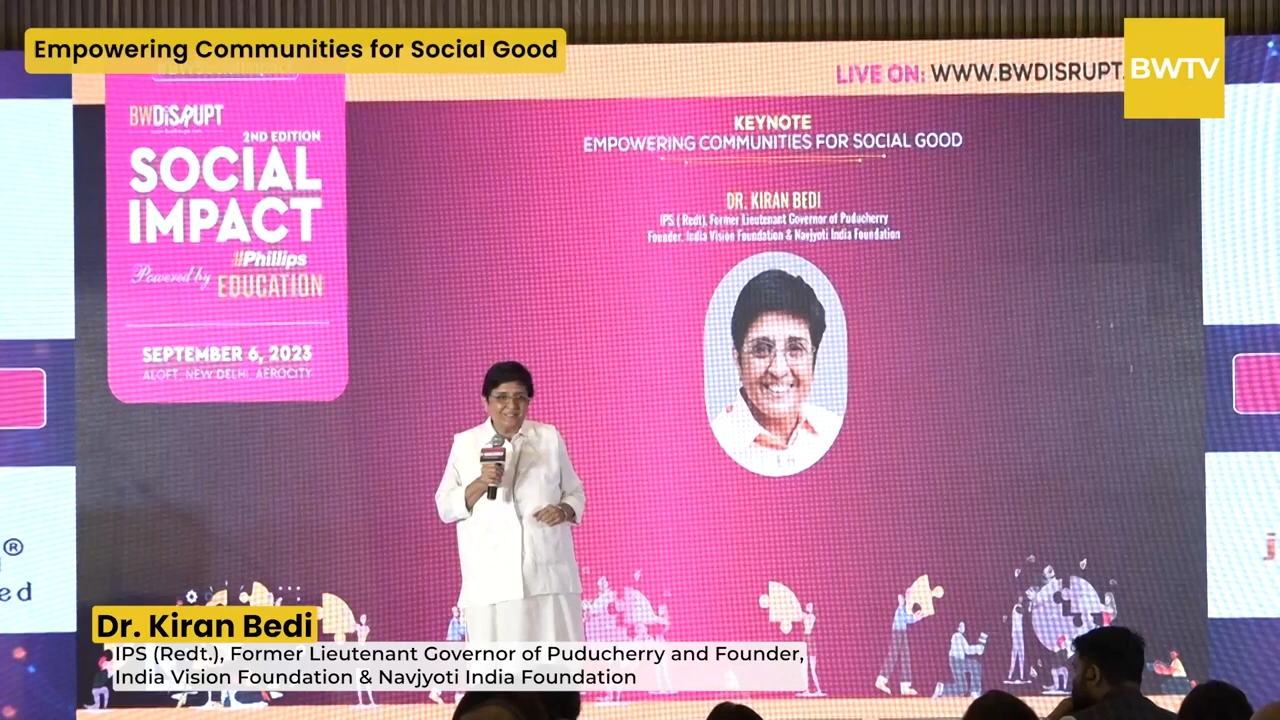 Empowering Communities for Social Good
LIVE ON: WWW.BWDISRUPT.
BWTV
BWDISRUPT
2ND EDITION
SOCIAL
IMPACT
Phillips
Powered by
EDUCATION
SEPTEMBER 6, 2023
ALOFT, NEW DELHI, AEROCITY
KEYNOTE
EMPOWERING COMMUNITIES FOR SOCIAL GOOD
DR. KIRAN BEDI
IPS ( Redt), Former Lieutenant Governor of Puducherry
Founder, India Vision Foundation & Navjyoti India Foundation
®
ed
Dr. Kiran Bedi
IPS (Redt.), Former Lieutenant Governor of Puducherry and Founder,
India Vision Foundation & Navjyoti India Foundation